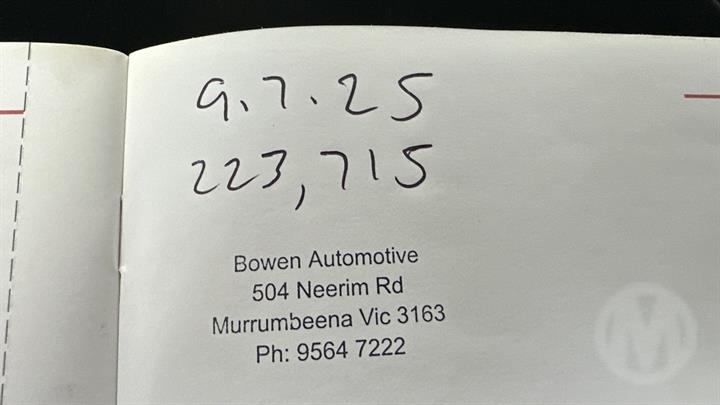 9.7.25
223,715
Bowen Automotive
504 Neerim Rd
Murrumbeena Vic 3163
Ph: 9564 7222
M